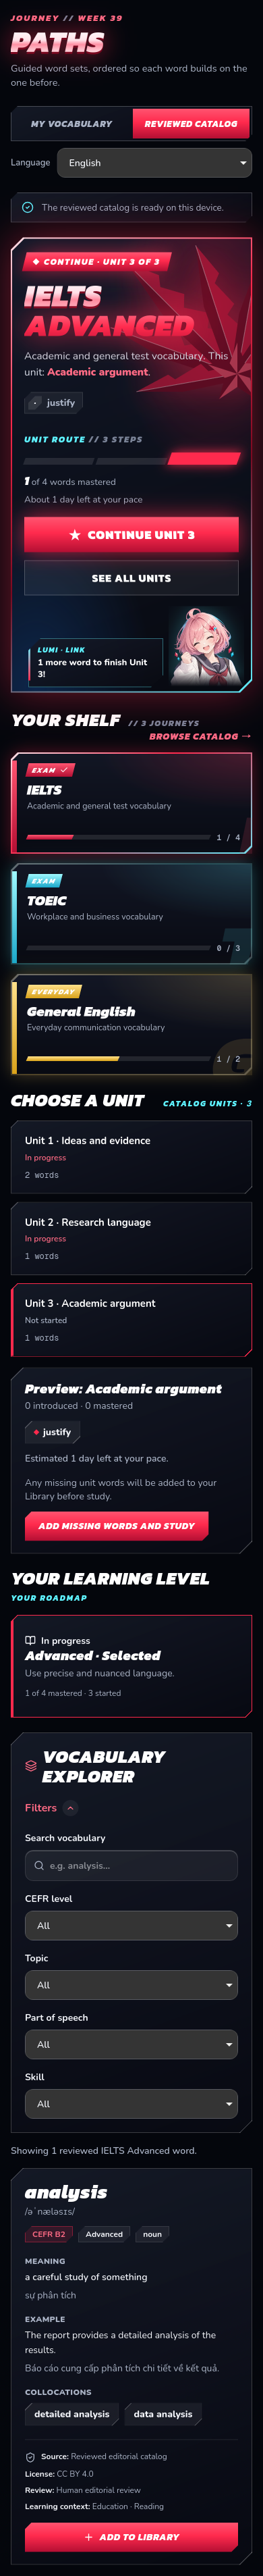 JOURNEY // WEEK 39
PATHS
Guided word sets, ordered so each word builds on the
one before.
MY VOCABULARY
REVIEWED CATALOG
Language
English
The reviewed catalog is ready on this device.
CONTINUE · UNIT 3 OF 3
IELTS
ADVANCED
Academic and general test vocabulary. This
unit: Academic argument.
justify
UNIT ROUTE // 3 STEPS
1 of 4 words mastered
About 1 day left at your pace
CONTINUE UNIT 3
SEE ALL UNITS
LUMI · LINK
1 more word to finish Unit
3!
YOUR SHELF // 3 JOURNEYS
BROWSE CATALOG →
EXAM
IELTS
Academic and general test vocabulary
1 / 4
EXAM
TOEIC
Workplace and business vocabulary
0 / 3
EVERYDAY
General English
Everyday communication vocabulary
1 / 2
CHOOSE A UNIT
CATALOG UNITS · 3
Unit 1 · Ideas and evidence
In progress
2 words
Unit 2 · Research language
In progress
1 words
Unit 3 · Academic argument
Not started
1 words
Preview: Academic argument
0 introduced · 0 mastered
justify
Estimated 1 day left at your pace.
Any missing unit words will be added to your
Library before study.
ADD MISSING WORDS AND STUDY
YOUR LEARNING LEVEL
YOUR ROADMAP
In progress
Advanced · Selected
Use precise and nuanced language.
1 of 4 mastered · 3 started
VOCABULARY
EXPLORER
Filters
Search vocabulary
e.g. analysis...
CEFR level
All
Topic
All
Part of speech
All
Skill
All
Showing 1 reviewed IELTS Advanced word.
analysis
/əˈnæləsɪs/
CEFR B2
Advanced
noun
MEANING
a careful study of something
sự phân tích
EXAMPLE
The report provides a detailed analysis of the
results.
Báo cáo cung cấp phân tích chi tiết về kết quả.
COLLOCATIONS
detailed analysis
data analysis
Source: Reviewed editorial catalog
License: CC BY 4.0
Review: Human editorial review
Learning context: Education · Reading
ADD TO LIBRARY